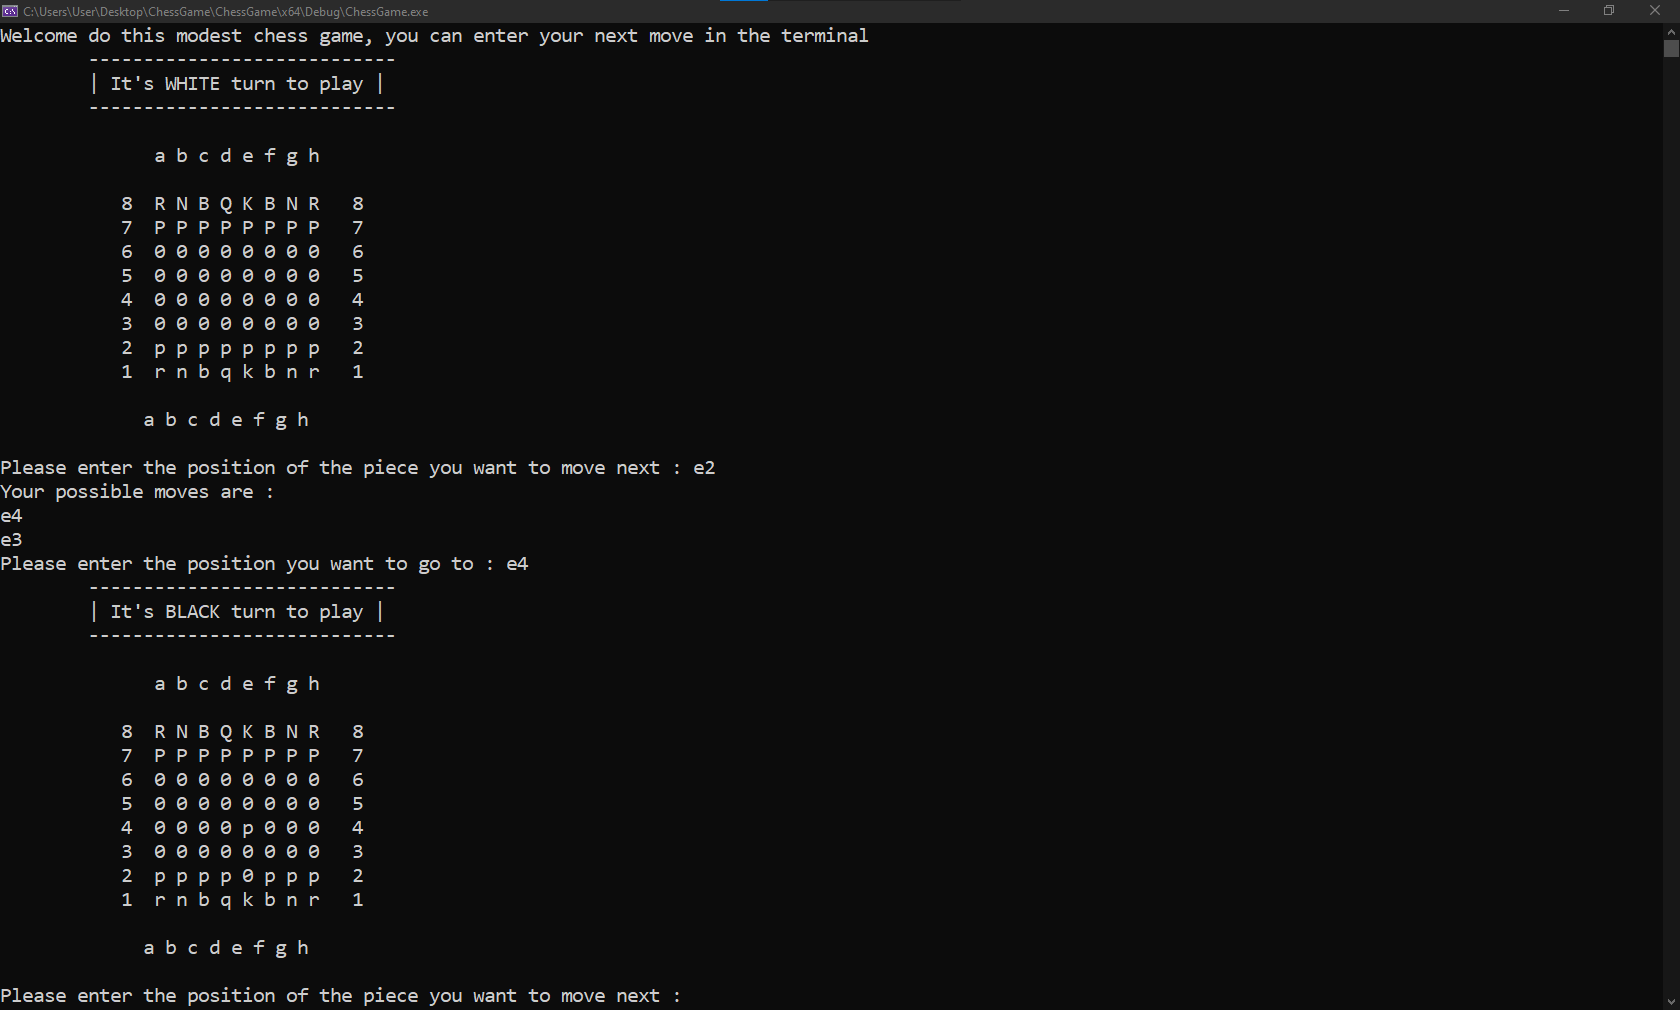 C:\Users\User\Desktop\ChessGame\ChessGame\x64\Debug\ChessGame.exe
Welcome do this modest chess game, you can enter your next move in the terminal
----------------------------
| It's WHITE turn to play |
----------------------------
a b c d e f g h
8  R N B Q K B N R   8
7  P P P P P P P P   7
6  0 0 0 0 0 0 0 0   6
5  0 0 0 0 0 0 0 0   5
4  0 0 0 0 0 0 0 0   4
3  0 0 0 0 0 0 0 0   3
2  p p p p p p p p   2
1  r n b q k b n r   1
a b c d e f g h
Please enter the position of the piece you want to move next : e2
Your possible moves are :
e4
e3
Please enter the position you want to go to : e4
----------------------------
| It's BLACK turn to play |
----------------------------
a b c d e f g h
8  R N B Q K B N R   8
7  P P P P P P P P   7
6  0 0 0 0 0 0 0 0   6
5  0 0 0 0 0 0 0 0   5
4  0 0 0 0 p 0 0 0   4
3  0 0 0 0 0 0 0 0   3
2  p p p p 0 p p p   2
1  r n b q k b n r   1
a b c d e f g h
Please enter the position of the piece you want to move next :